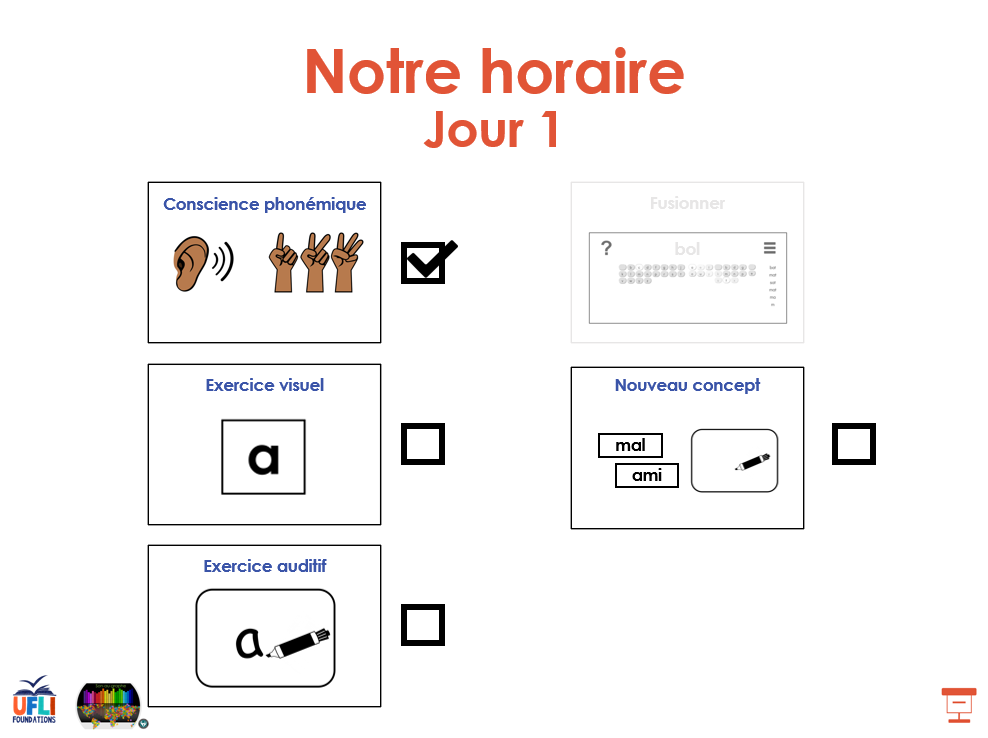 Notre horaire
Jour 1
Conscience phonémique
Exercice visuel
a
Exercice auditif
a
Fusionner
?
bol
Nouveau concept
mal
ami
UFLI
FOUNDATIONS